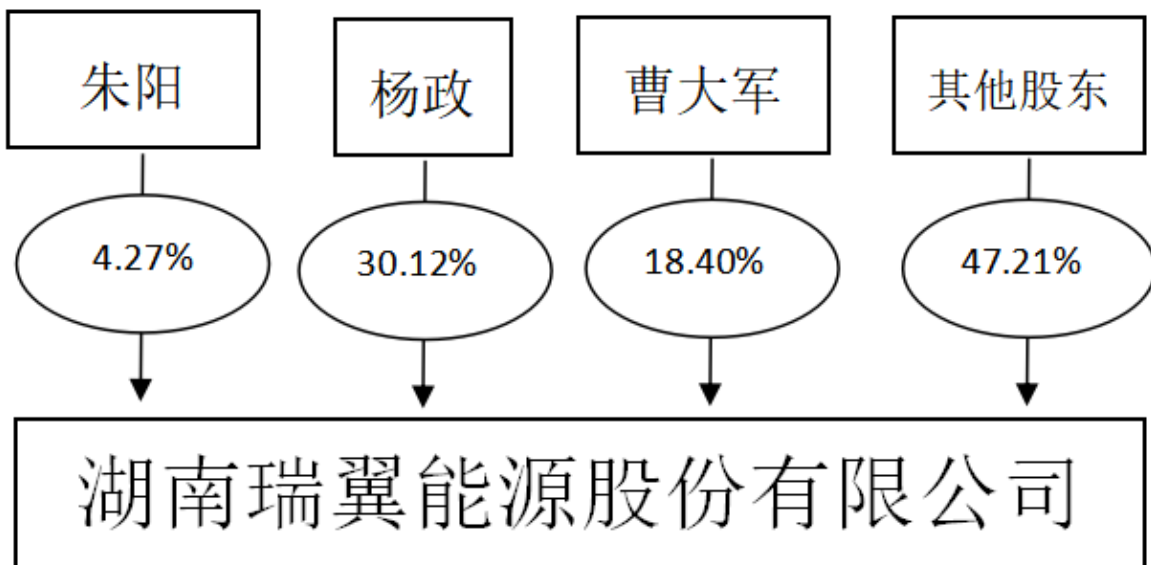 朱阳
杨政
曹大军
其他股东
4.27%
30.12%
18.40%
47.21%
湖南瑞翼能源股份有限公司